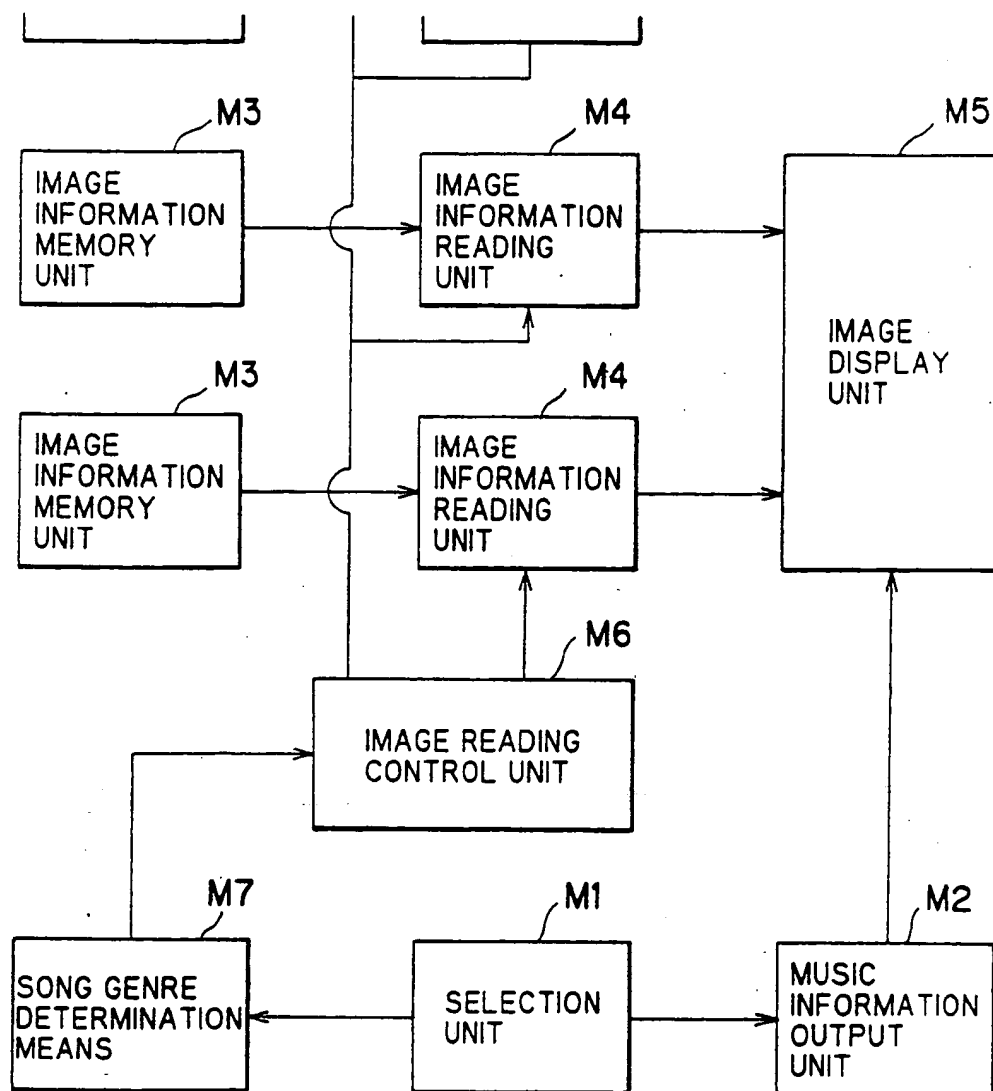 M3
M4
M5
IMAGE
INFORMATION
MEMORY
UNIT
IMAGE
INFORMATION
READING
UNIT
IMAGE
DISPLAY
UNIT
M3
M4
IMAGE
INFORMATION
MEMORY
UNIT
IMAGE
INFORMATION
READING
UNIT
M6
IMAGE READING
CONTROL UNIT
M7
M1
M2
SONG GENRE
DETERMINATION
MEANS
SELECTION
UNIT
MUSIC
INFORMATION
OUTPUT
UNIT